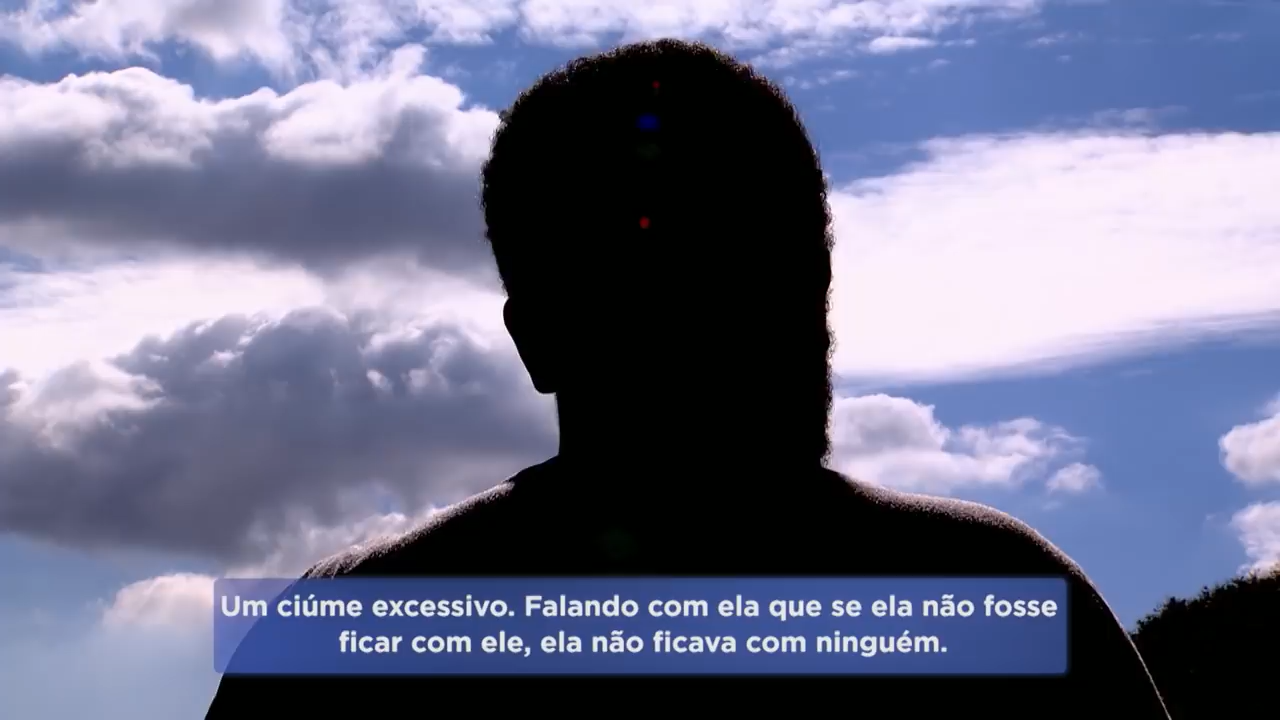 Um ciúme excessivo. Falando com ela que se ela não fosse
ficar com ele, ela não ficava com ninguém.